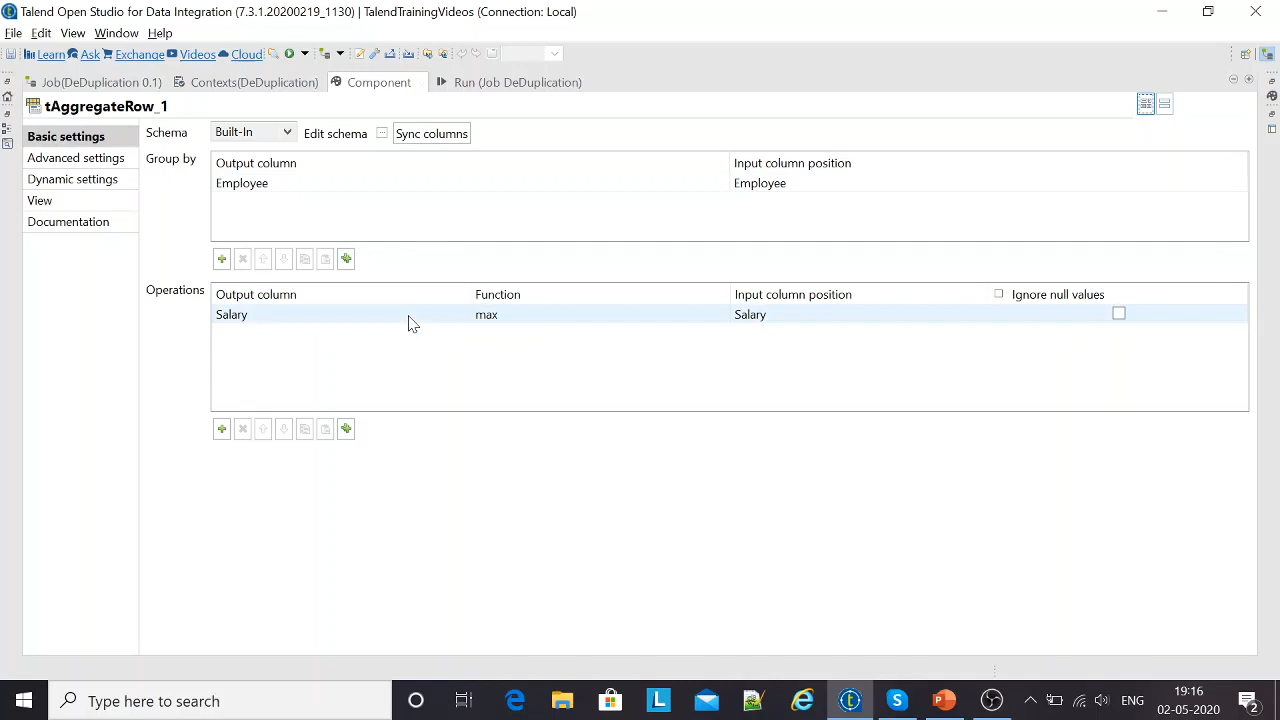 Talend Open Studio for Data Integration (7.3.1.20200219_1130) | TalendTrainingVideos (Connection: Local)
File Edit View Window Help
Learn Ask Exchange Videos Cloud
Job(DeDuplication 0.1) Contexts(DeDuplication) Component Run (Job DeDuplication)
tAggregateRow_1
Basic settings
Advanced settings
Dynamic settings
View
Documentation
Schema Built-In Edit schema ... Sync columns
Group by
Output column Input column position
Employee Employee
Operations
Output column Function Input column position Ignore null values
Salary max Salary
Type here to search
ENG
19:16
02-05-2020
2